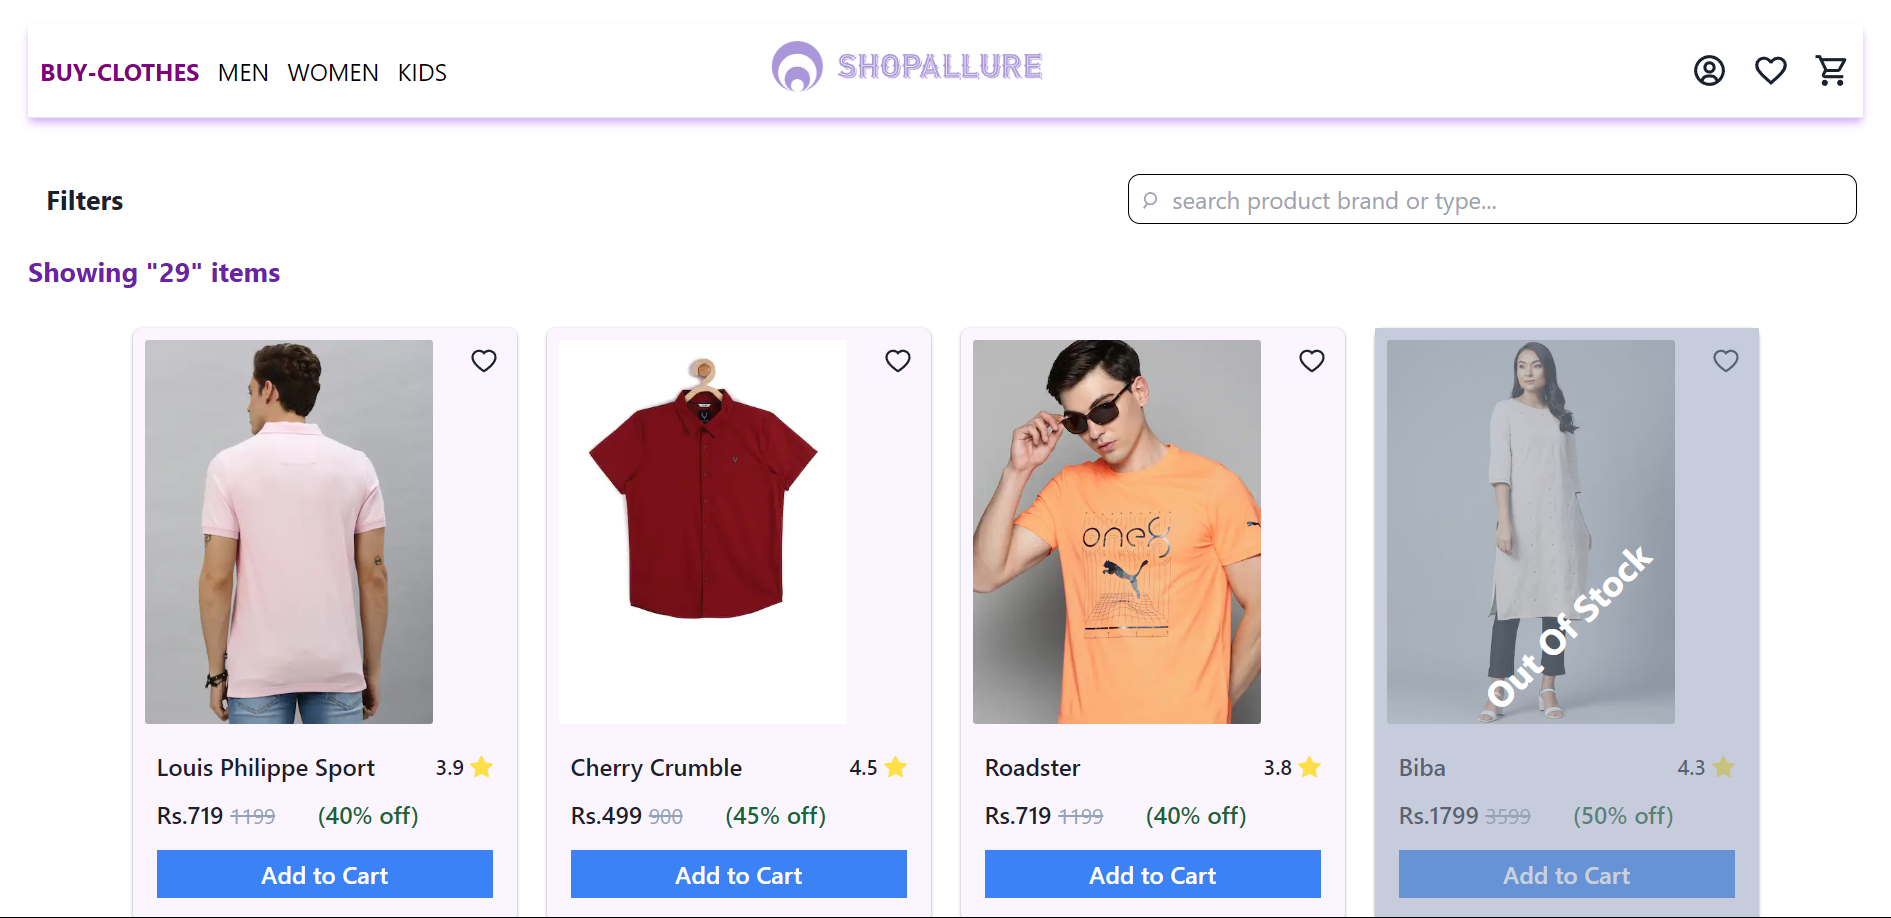 BUY-CLOTHES MEN WOMEN KIDS
SHOPALLURE
Filters
search product brand or type...
Showing "29" items
one8
Out Of Stock
Louis Philippe Sport 3.9
Rs.719 1199 (40% off)
Add to Cart
Cherry Crumble 4.5
Rs.499 900 (45% off)
Add to Cart
Roadster 3.8
Rs.719 1199 (40% off)
Add to Cart
Biba 4.3
Rs.1799 3599 (50% off)
Add to Cart